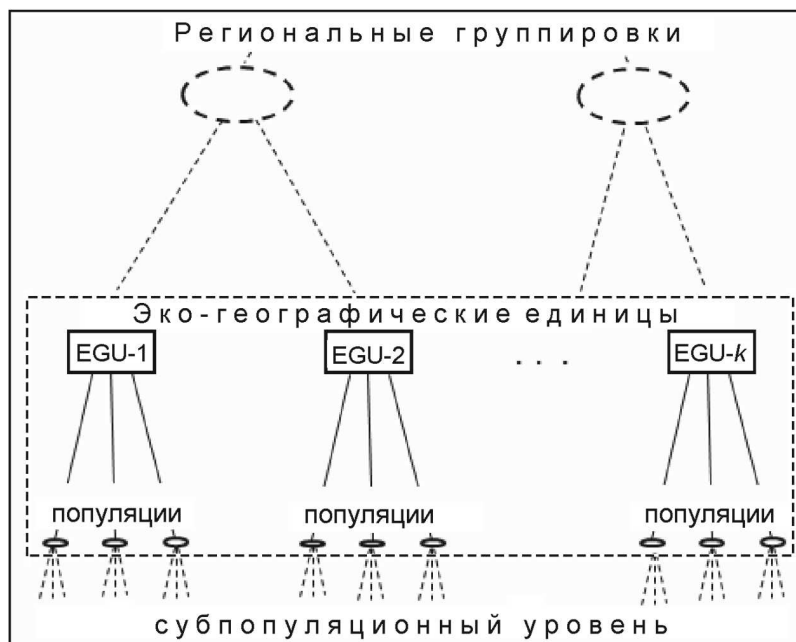 Региональные группировки
Эко-географические единицы
EGU-1 EGU-2 . . . EGU-k
популяции популяции популяции
субпопуляционный уровень